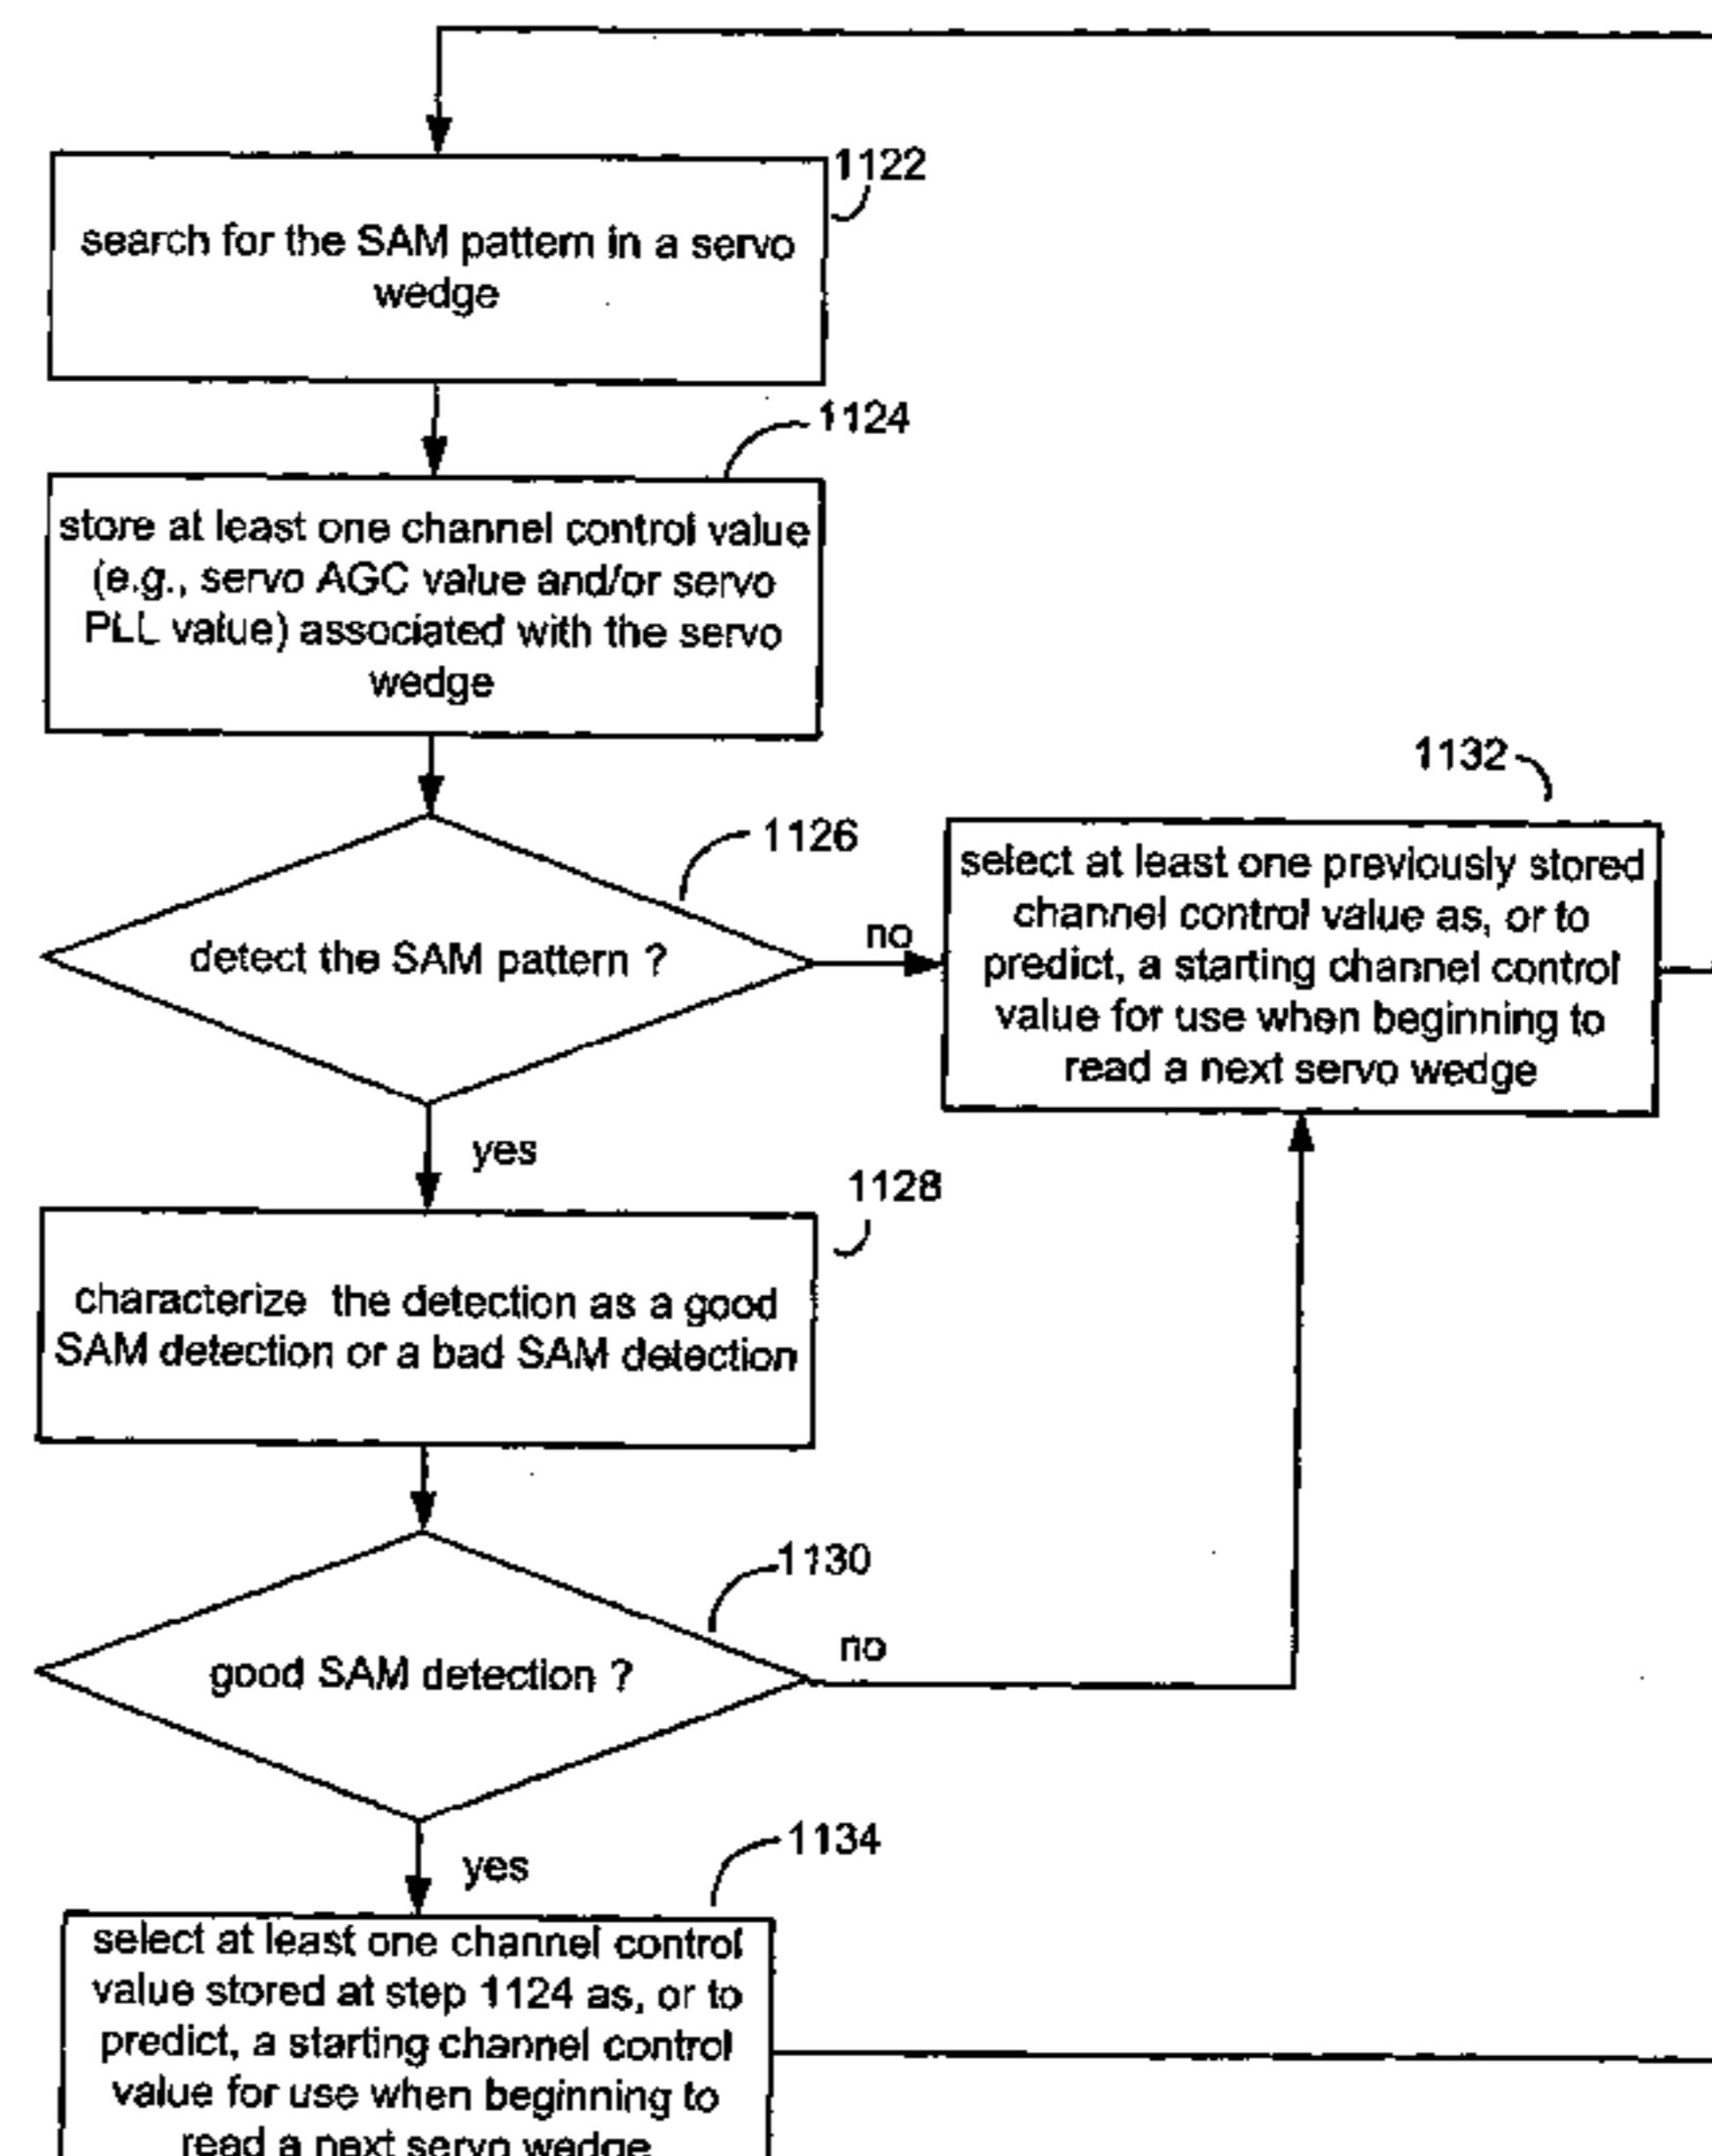 1122
search for the SAM pattern in a servo
wedge
1124
store at least one channel control value
(e.g., servo AGC value and/or servo
PLL value) associated with the servo
wedge
1126
detect the SAM pattern ?
no
1132
select at least one previously stored
channel control value as, or to
predict, a starting channel control
value for use when beginning to
read a next servo wedge
yes
1128
characterize the detection as a good
SAM detection or a bad SAM detection
1130
good SAM detection ?
no
yes
1134
select at least one channel control
value stored at step 1124 as, or to
predict, a starting channel control
value for use when beginning to
read a next servo wedge